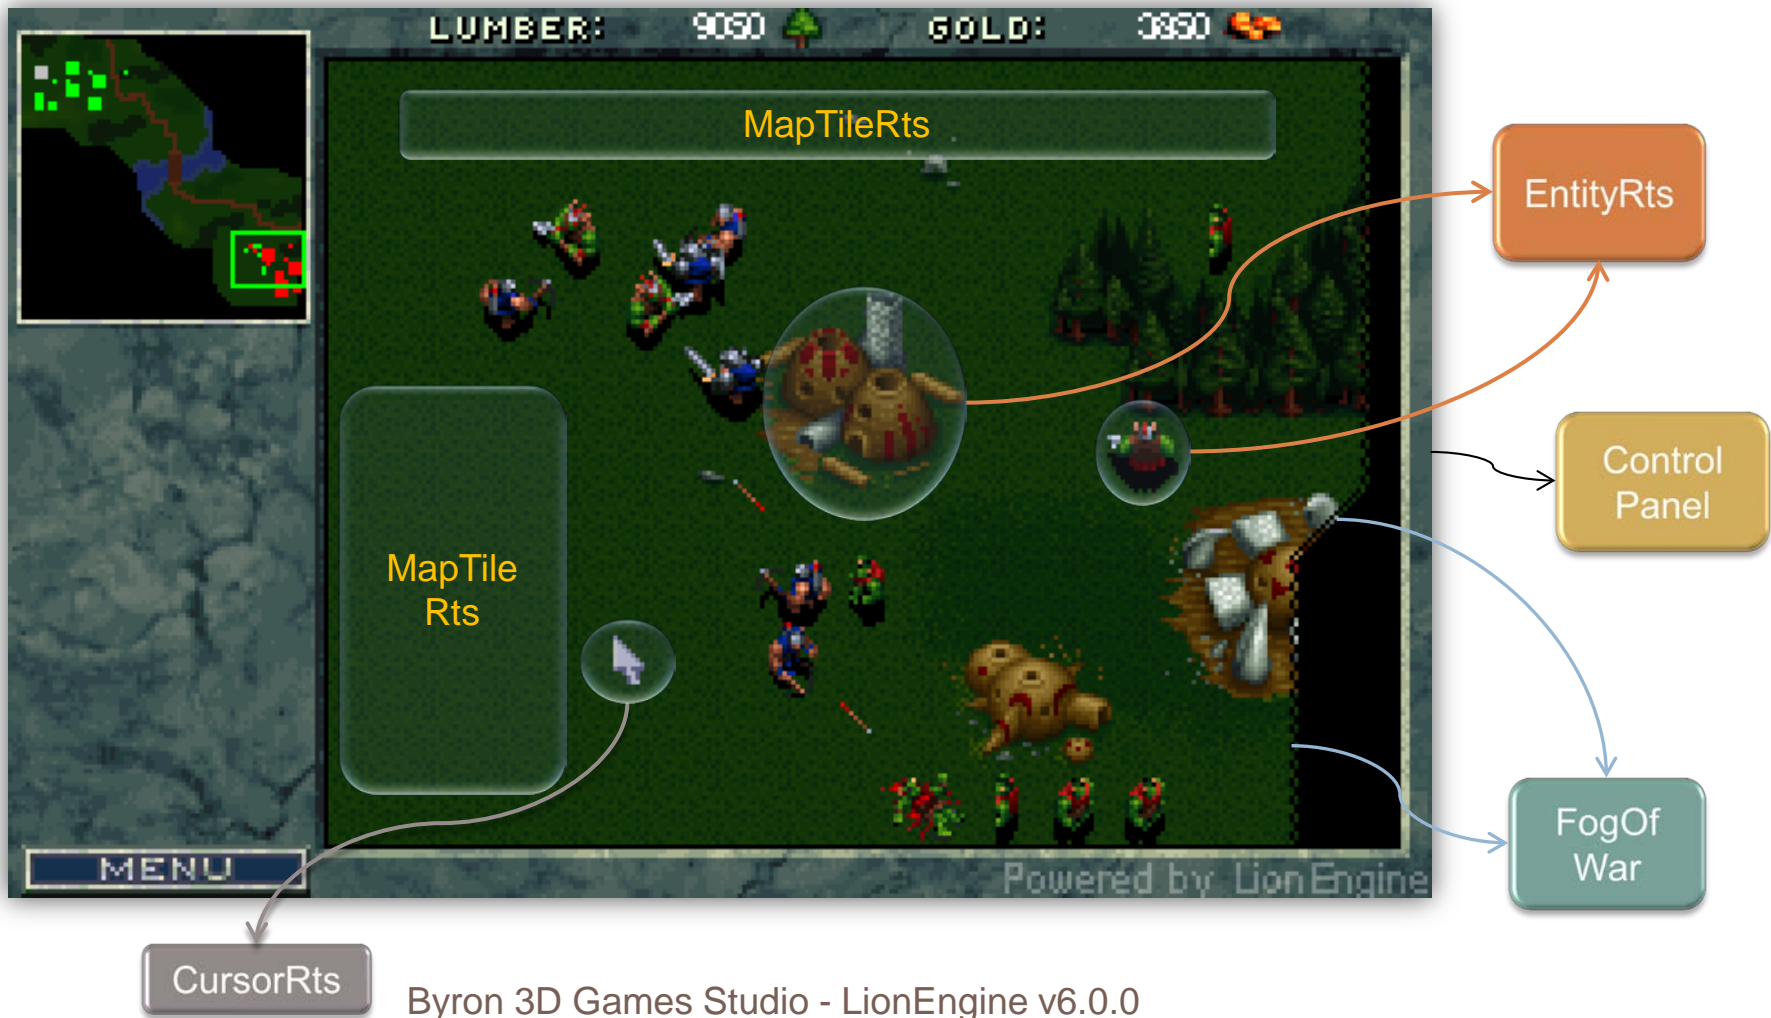 LUMBER: 9050 GOLD: 3850
MapTileRts
EntityRts
Control
Panel
MapTile
Rts
FogOf
War
MENU
Powered by LionEngine
CursorRts
Byron 3D Games Studio - LionEngine v6.0.0